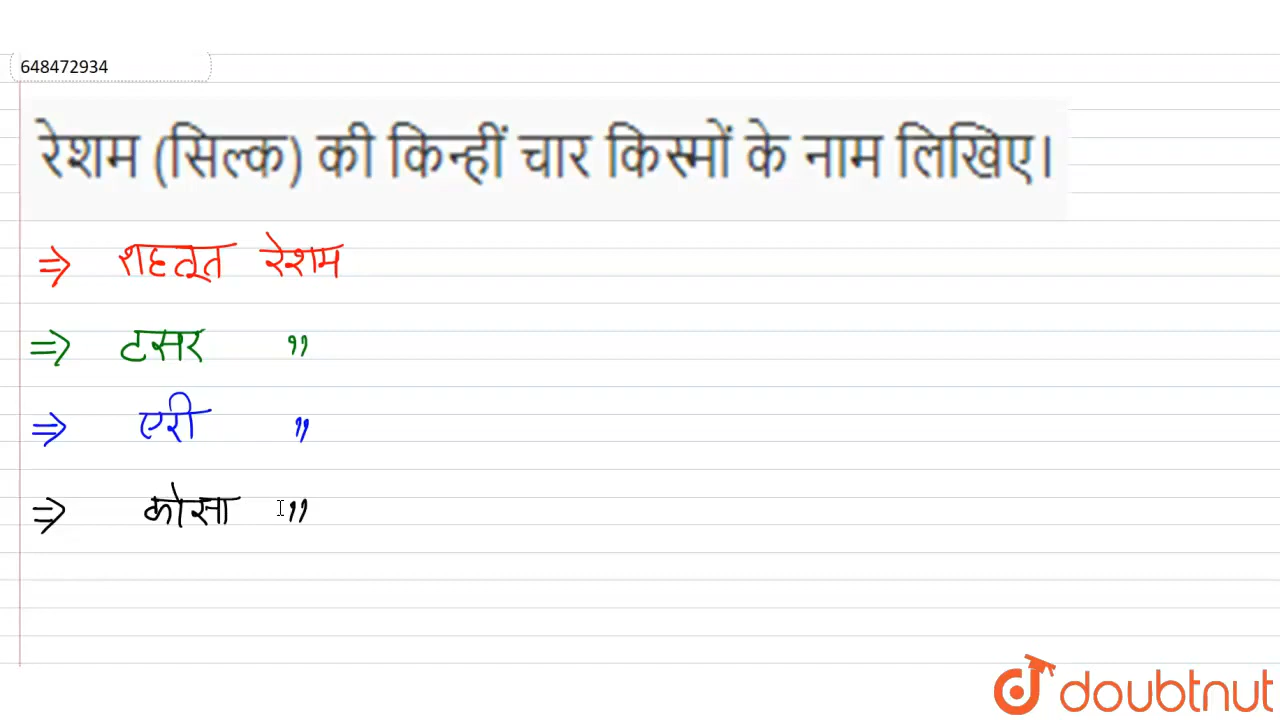 648472934
रेशम (सिल्क) की किन्हीं चार किस्मों के नाम लिखिए।
⇒ शहतूत रेशम
⇒ टसर ,,
⇒ एरी ,,
⇒ कोसा ,,
doubtnut